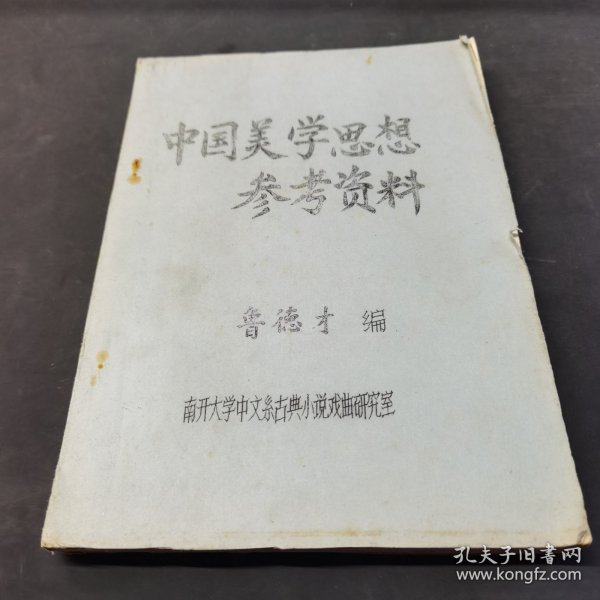 中国美学思想
参考资料
鲁德才 编
南开大学中文系古典小说戏曲研究室
孔夫子旧书网
www.kongfz.com